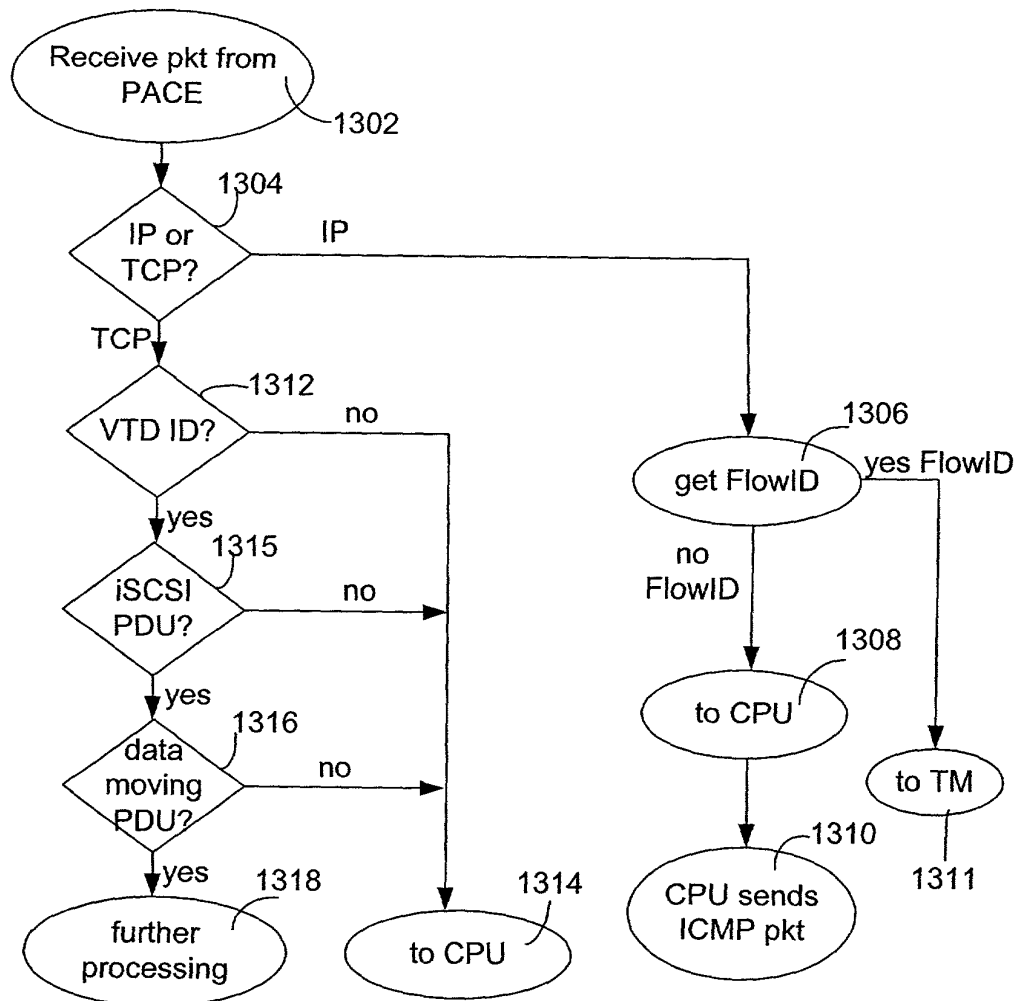 Receive pkt from
PACE
1302
1304
IP or
TCP?
IP
TCP
1312
VTD ID?
no
yes
1306
get FlowID
yes FlowID
1315
iSCSI
PDU?
no
yes
no
FlowID
1308
to CPU
1316
data
moving
PDU?
no
yes
to TM
1311
1310
CPU sends
ICMP pkt
1318
further
processing
1314
to CPU